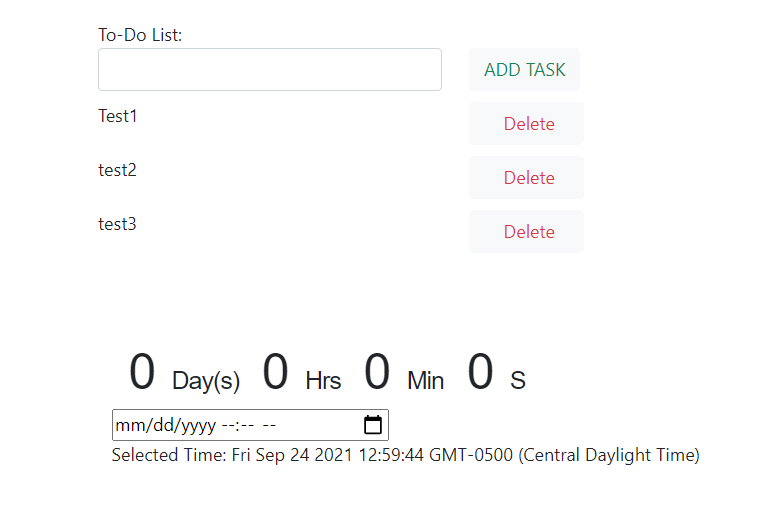 To-Do List:
ADD TASK
Test1 Delete
test2 Delete
test3 Delete
0 Day(s) 0 Hrs 0 Min 0 S
mm/dd/yyyy --:-- --
Selected Time: Fri Sep 24 2021 12:59:44 GMT-0500 (Central Daylight Time)